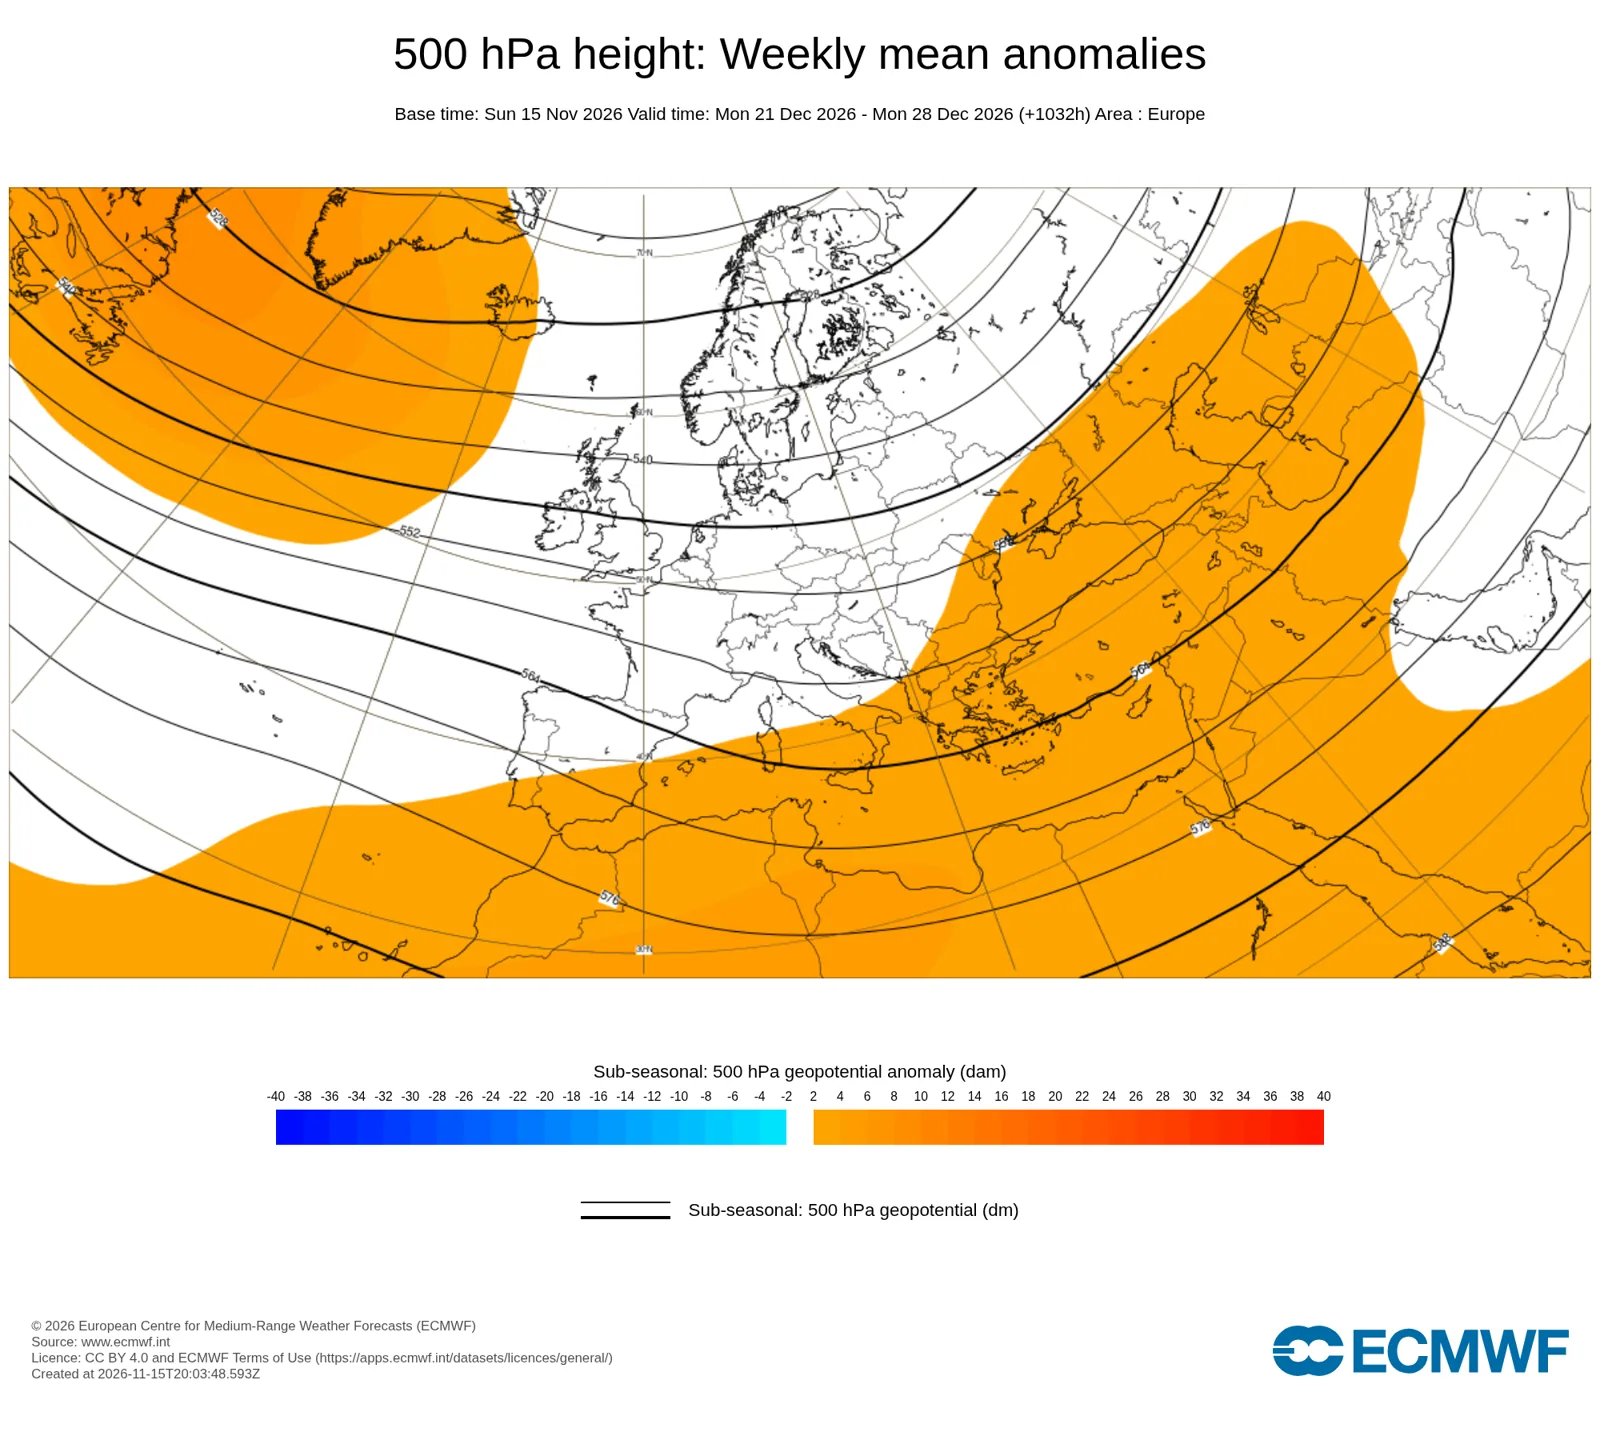 500 hPa height: Weekly mean anomalies
Base time: Sun 15 Nov 2026 Valid time: Mon 21 Dec 2026 - Mon 28 Dec 2026 (+1032h) Area : Europe
528
70°N
540
528
60°N
540
552
552
50°N
564
564
40°N
576
576
30°N
588
Sub-seasonal: 500 hPa geopotential anomaly (dam)
-40 -38 -36 -34 -32 -30 -28 -26 -24 -22 -20 -18 -16 -14 -12 -10 -8 -6 -4 -2 2 4 6 8 10 12 14 16 18 20 22 24 26 28 30 32 34 36 38 40
Sub-seasonal: 500 hPa geopotential (dm)
© 2026 European Centre for Medium-Range Weather Forecasts (ECMWF)
Source: www.ecmwf.int
Licence: CC BY 4.0 and ECMWF Terms of Use (https://apps.ecmwf.int/datasets/licences/general/)
Created at 2026-11-15T20:03:48.593Z
ECMWF